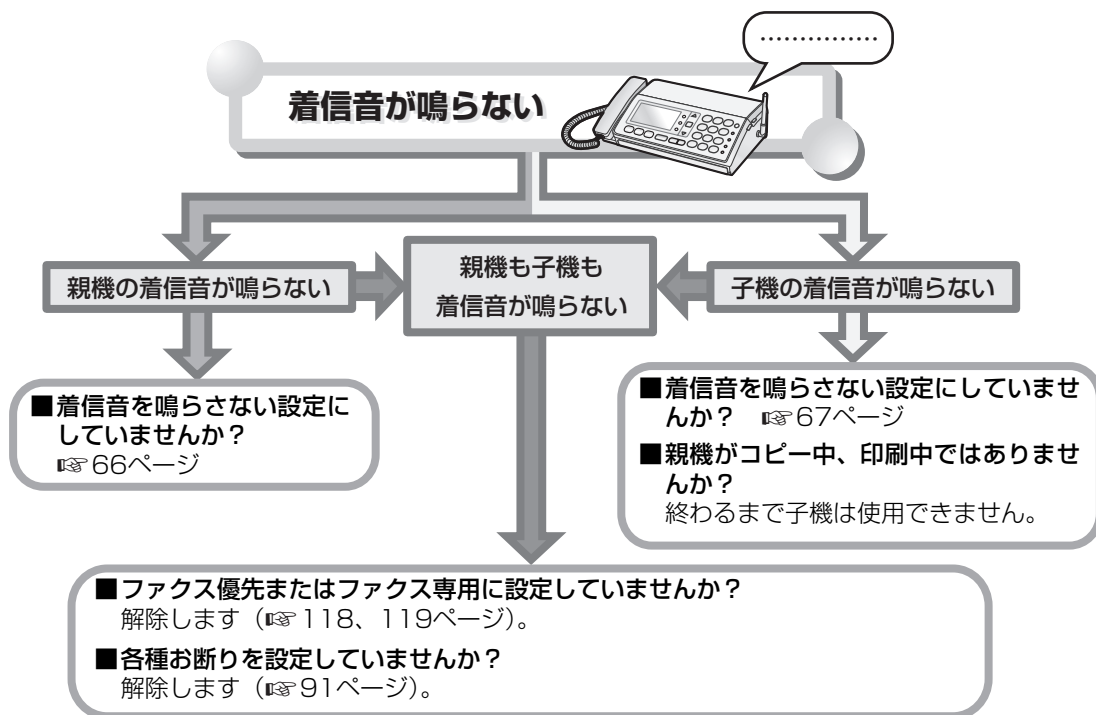 ……………
着信音が鳴らない
親機の着信音が鳴らない
親機も子機も
着信音が鳴らない
子機の着信音が鳴らない
■着信音を鳴らさない設定に
していませんか？
☞66ページ
■着信音を鳴らさない設定にしていませ
んか？ ☞67ページ
■親機がコピー中、印刷中ではありませ
んか？
終わるまで子機は使用できません。
■ファクス優先またはファクス専用に設定していませんか？
解除します（☞118、119ページ）。
■各種お断りを設定していませんか？
解除します（☞91ページ）。